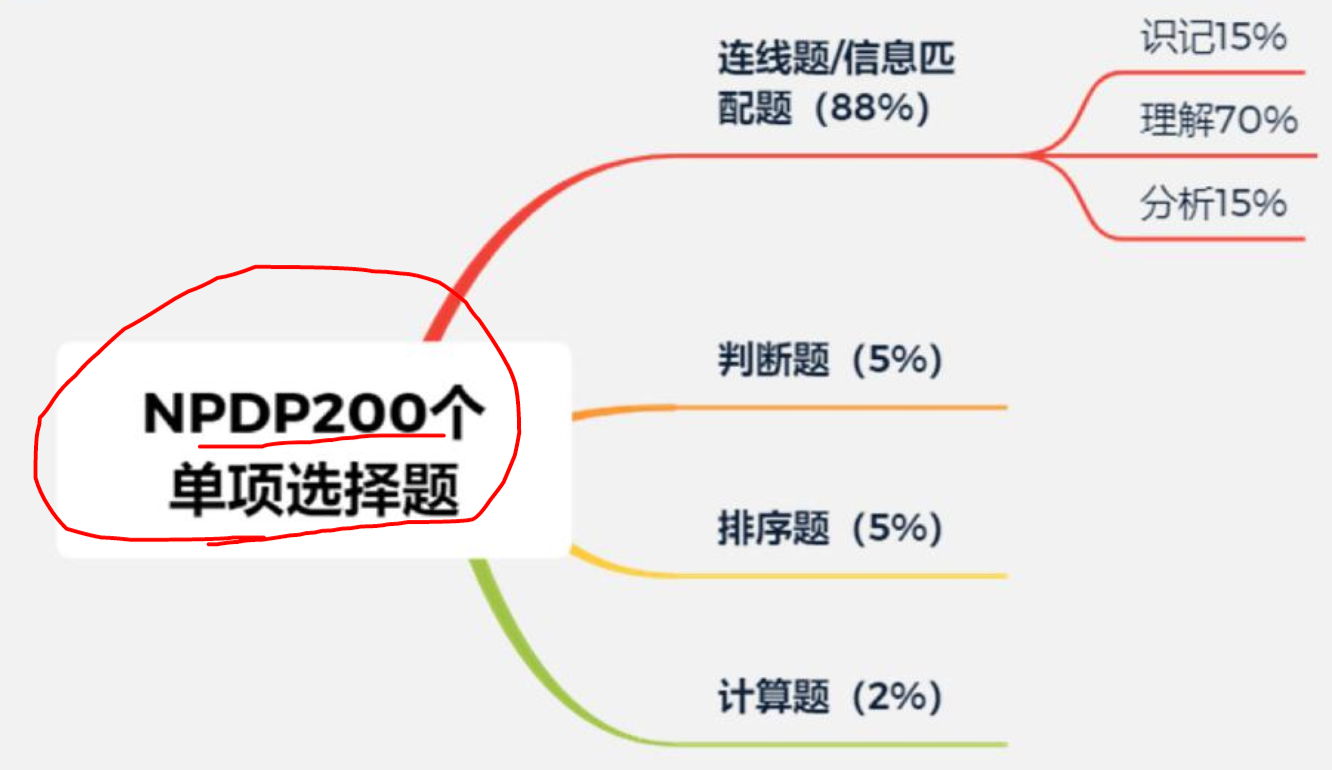 NPDP200个
单项选择题
连线题/信息匹
配题（88%）
识记15%
理解70%
分析15%
判断题（5%）
排序题（5%）
计算题（2%）